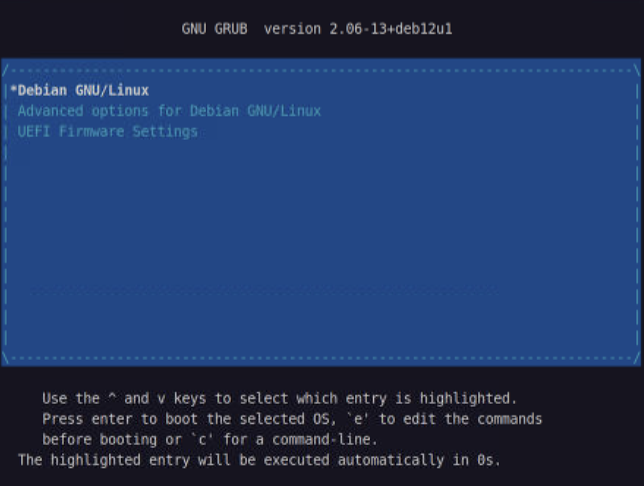 GNU GRUB  version 2.06-13+deb12u1
*Debian GNU/Linux
Advanced options for Debian GNU/Linux
UEFI Firmware Settings
Use the ^ and v keys to select which entry is highlighted.
Press enter to boot the selected OS, `e' to edit the commands
before booting or `c' for a command-line.
The highlighted entry will be executed automatically in 0s.